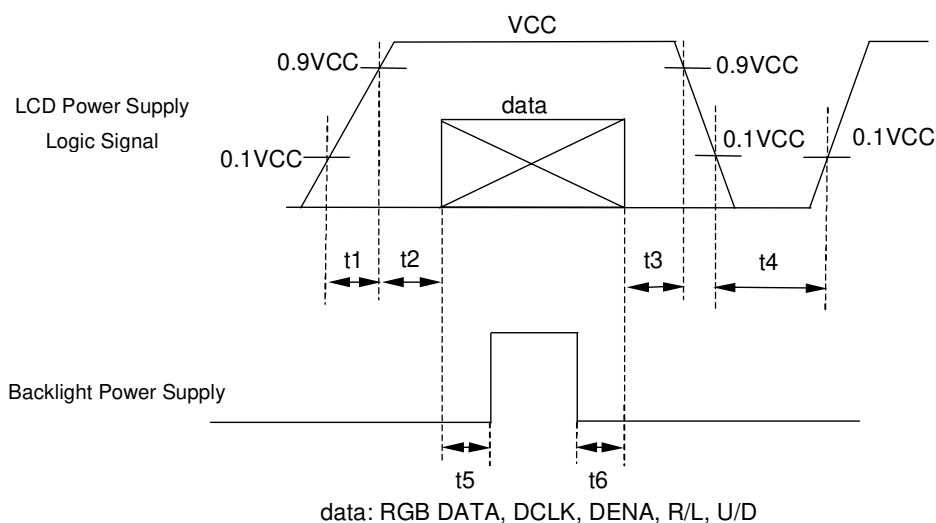 VCC
0.9VCC
0.9VCC
LCD Power Supply
Logic Signal
data
0.1VCC
0.1VCC
0.1VCC
t1
t2
t3
t4
Backlight Power Supply
t5
t6
data: RGB DATA, DCLK, DENA, R/L, U/D